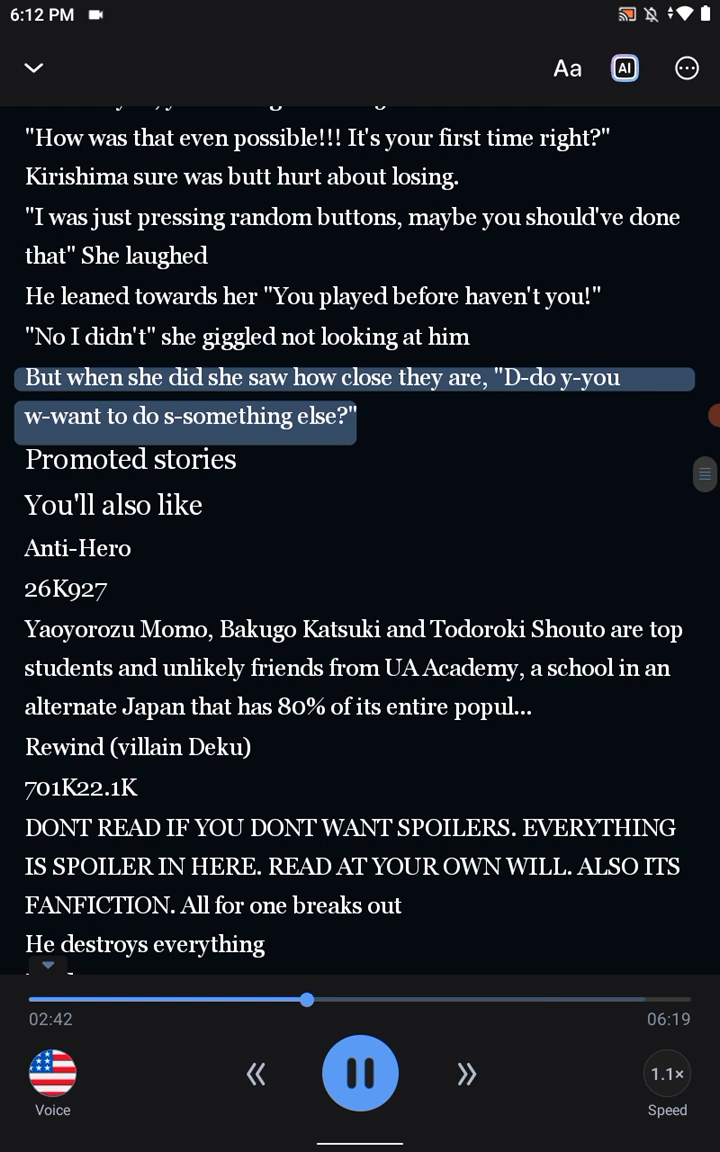 6:12 PM
Aa
AI
"How was that even possible!!! It's your first time right?"
Kirishima sure was butt hurt about losing.
"I was just pressing random buttons, maybe you should've done
that" She laughed
He leaned towards her "You played before haven't you!"
"No I didn't" she giggled not looking at him
But when she did she saw how close they are, "D-do y-you
w-want to do s-something else?"
Promoted stories
You'll also like
Anti-Hero
26K927
Yaoyorozu Momo, Bakugo Katsuki and Todoroki Shouto are top
students and unlikely friends from UA Academy, a school in an
alternate Japan that has 80% of its entire popul...
Rewind (villain Deku)
701K22.1K
DONT READ IF YOU DONT WANT SPOILERS. EVERYTHING
IS SPOILER IN HERE. READ AT YOUR OWN WILL. ALSO ITS
FANFICTION. All for one breaks out
He destroys everything
02:42
06:19
1.1×
Voice
Speed